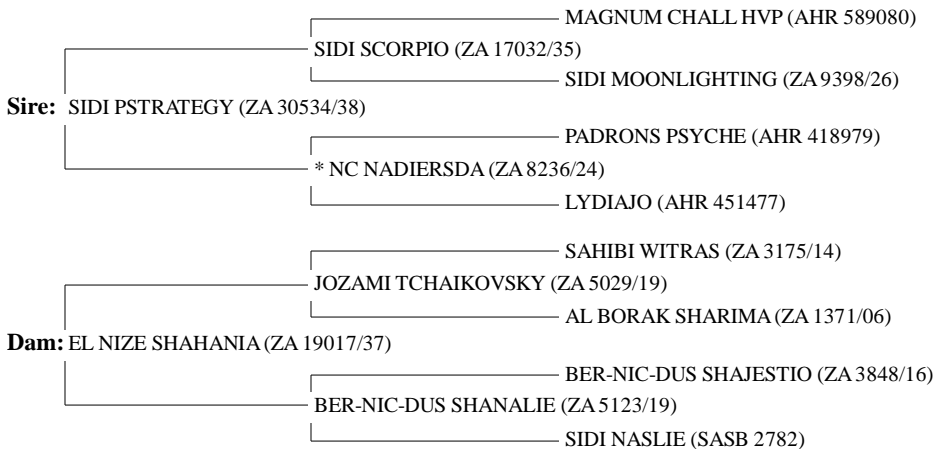 MAGNUM CHALL HVP (AHR 589080)
SIDI SCORPIO (ZA 17032/35)
SIDI MOONLIGHTING (ZA 9398/26)
Sire: SIDI PSTRATEGY (ZA 30534/38)
PADRONS PSYCHE (AHR 418979)
* NC NADIERSDA (ZA 8236/24)
LYDIAJO (AHR 451477)
SAHIBI WITRAS (ZA 3175/14)
JOZAMI TCHAIKOVSKY (ZA 5029/19)
AL BORAK SHARIMA (ZA 1371/06)
Dam: EL NIZE SHAHANIA (ZA 19017/37)
BER-NIC-DUS SHAJESTIO (ZA 3848/16)
BER-NIC-DUS SHANALIE (ZA 5123/19)
SIDI NASLIE (SASB 2782)